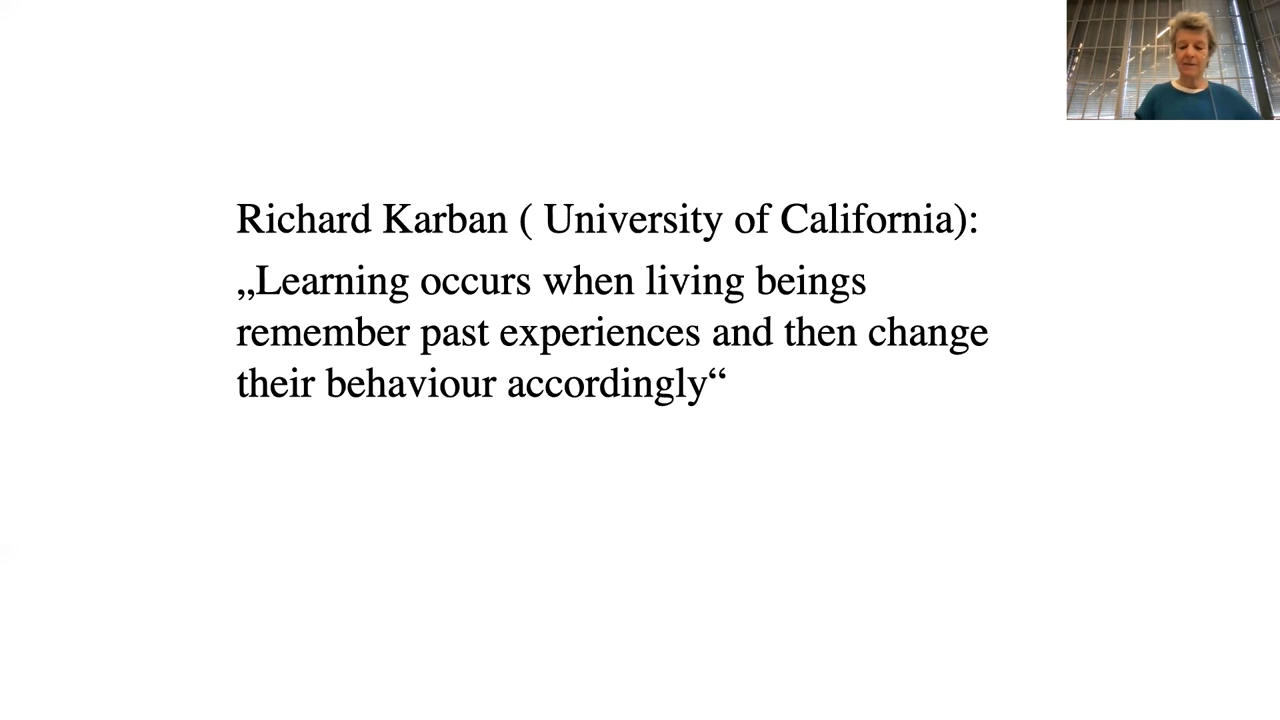 Richard Karban ( University of California):
„Learning occurs when living beings
remember past experiences and then change
their behaviour accordingly“